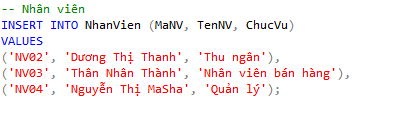 -- Nhân viên
INSERT INTO NhanVien (MaNV, TenNV, ChucVu)
VALUES
('NV02', 'Dương Thị Thanh', 'Thu ngân'),
('NV03', 'Thân Nhân Thành', 'Nhân viên bán hàng'),
('NV04', 'Nguyễn Thị MaSha', 'Quản lý');